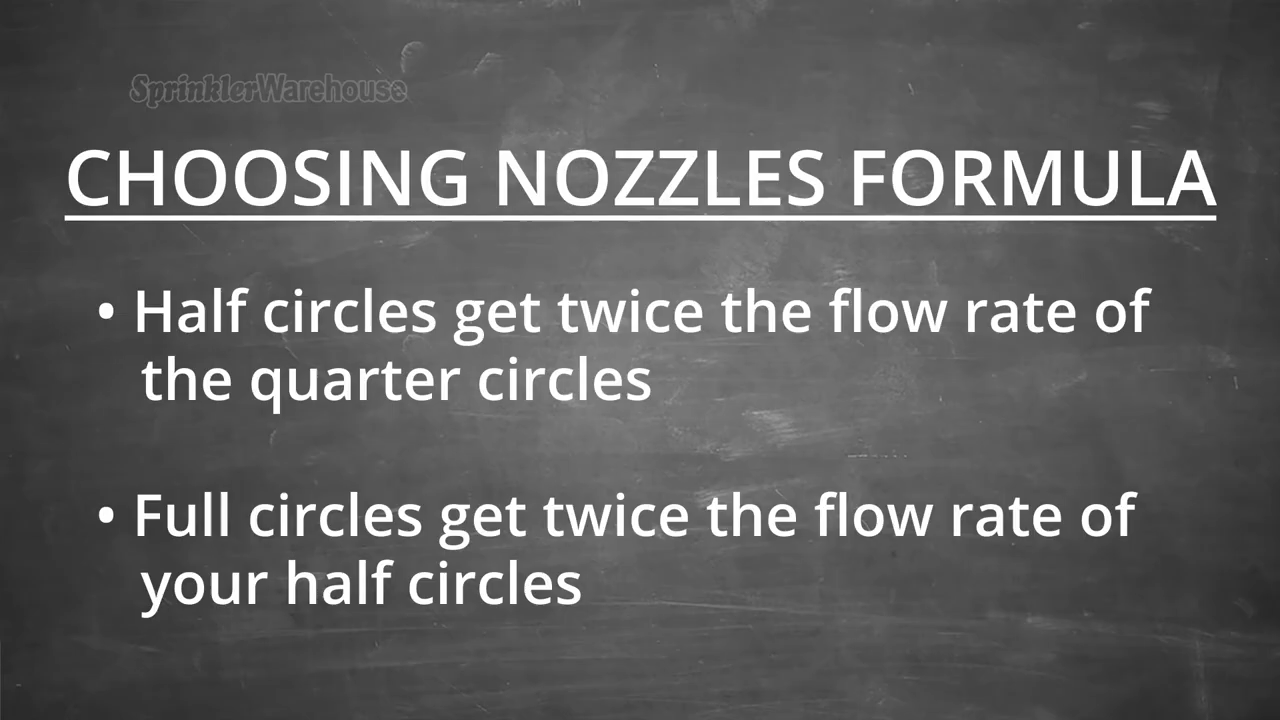 SprinklerWarehouse
CHOOSING NOZZLES FORMULA
• Half circles get twice the flow rate of
the quarter circles
• Full circles get twice the flow rate of
your half circles